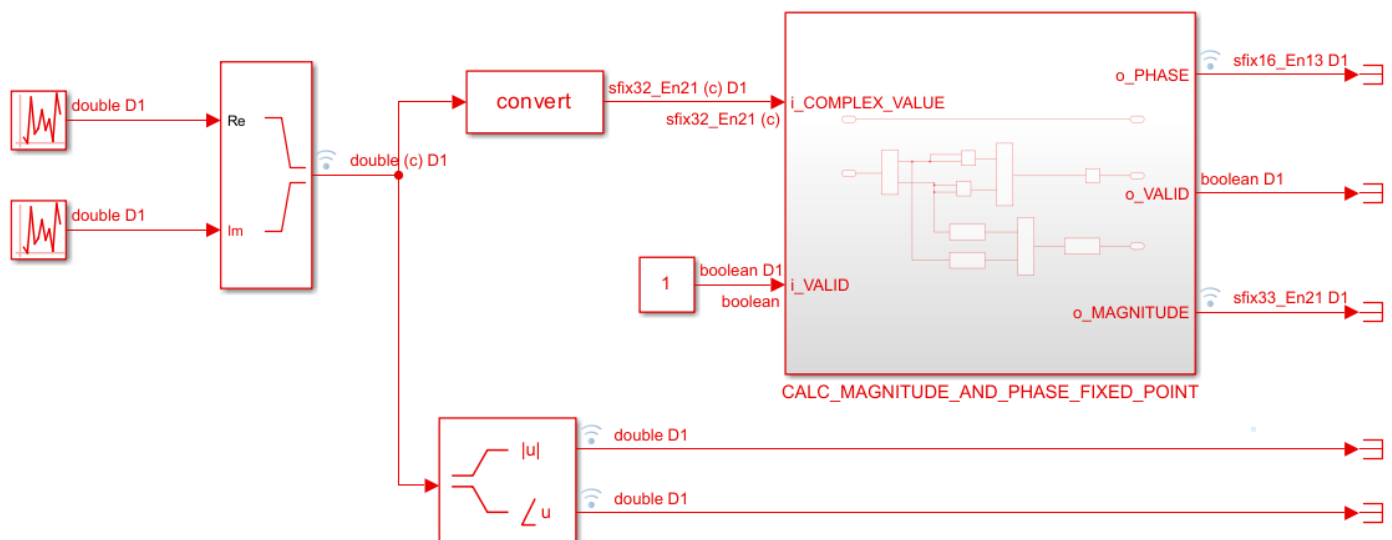 double D1
double D1
Re
Im
double (c) D1
convert
sfix32_En21 (c) D1
sfix32_En21 (c)
i_COMPLEX_VALUE
1
boolean D1
boolean
i_VALID
o_PHASE
sfix16_En13 D1
o_VALID
boolean D1
o_MAGNITUDE
sfix33_En21 D1
CALC_MAGNITUDE_AND_PHASE_FIXED_POINT
|u|
double D1
∠u
double D1